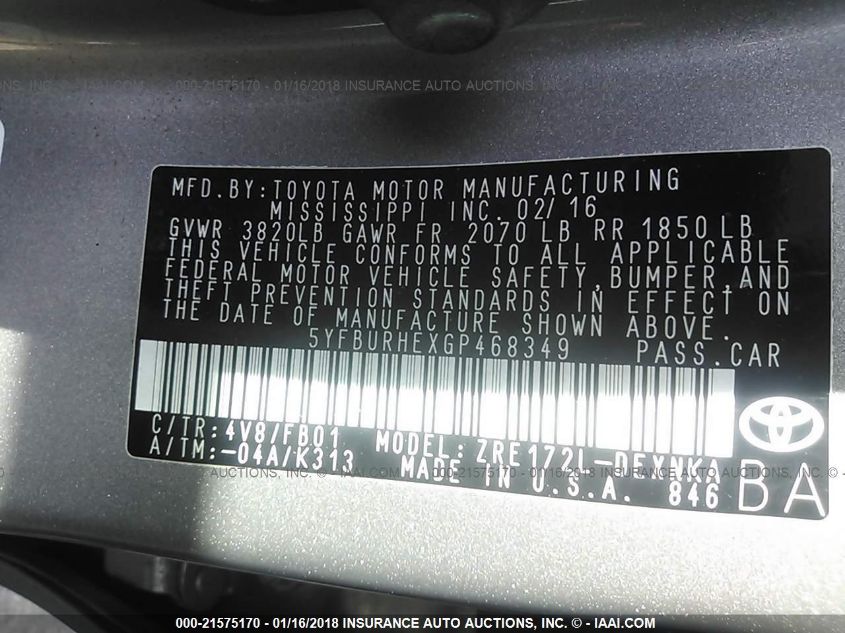 000-21575170 - 01/16/2018 INSURANCE AUTO AUCTIONS, INC. © - IAAI.COM
MFD.BY:TOYOTA MOTOR MANUFACTURING
MISSISSIPPI INC. 02/16
GVWR 3820LB GAWR FR 2070LB RR 1850LB
THIS VEHICLE CONFORMS TO ALL APPLICABLE
FEDERAL MOTOR VEHICLE SAFETY,BUMPER,AND
THEFT PREVENTION STANDARDS IN EFFECT ON
THE DATE OF MANUFACTURE SHOWN ABOVE.
5YFBURHEXGP468349 PASS.CAR
C/TR:4V8/FB01 MODEL:ZRE172L-DEXNKA
A/TM:-04A/K313 MADE IN U.S.A. 846
BA
000-21575170 - 01/16/2018 INSURANCE AUTO AUCTIONS, INC. © - IAAI.COM